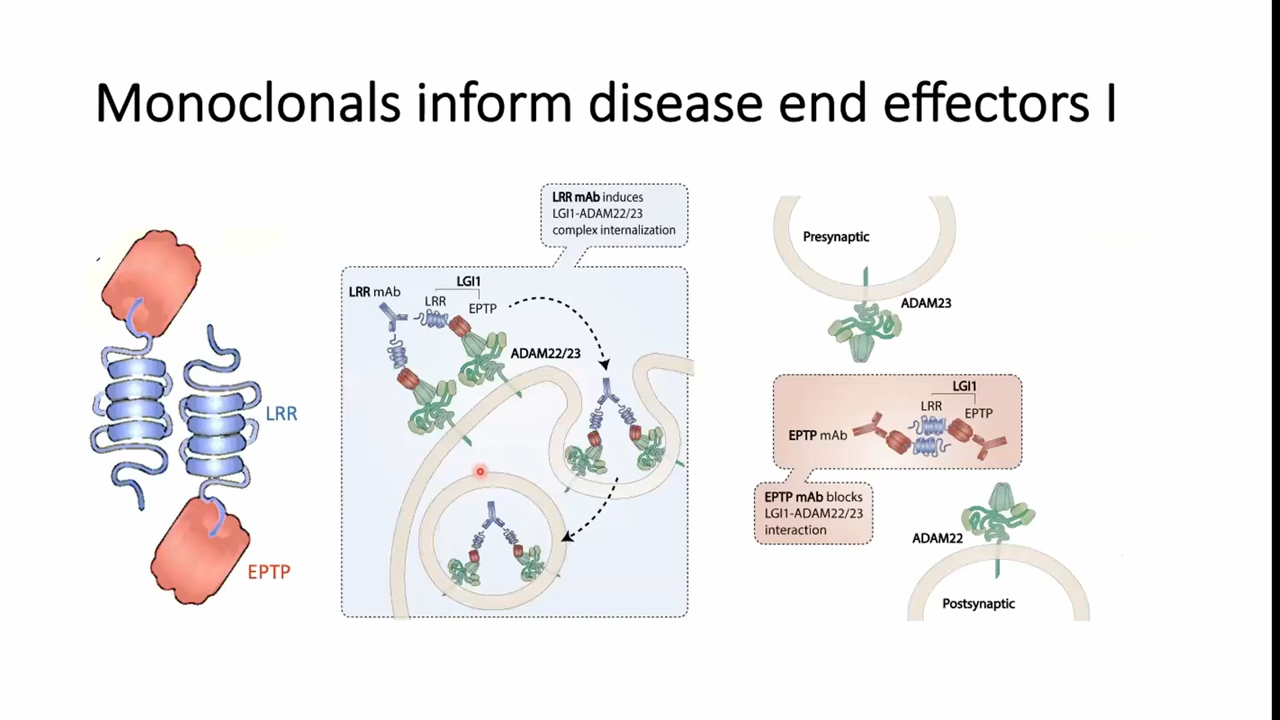 Monoclonals inform disease end effectors I
LRR
EPTP
LRR mAb induces
LGI1-ADAM22/23
complex internalization
LRR mAb
LGI1
LRR
EPTP
ADAM22/23
Presynaptic
ADAM23
LGI1
LRR
EPTP
EPTP mAb
EPTP mAb blocks
LGI1-ADAM22/23
interaction
ADAM22
Postsynaptic